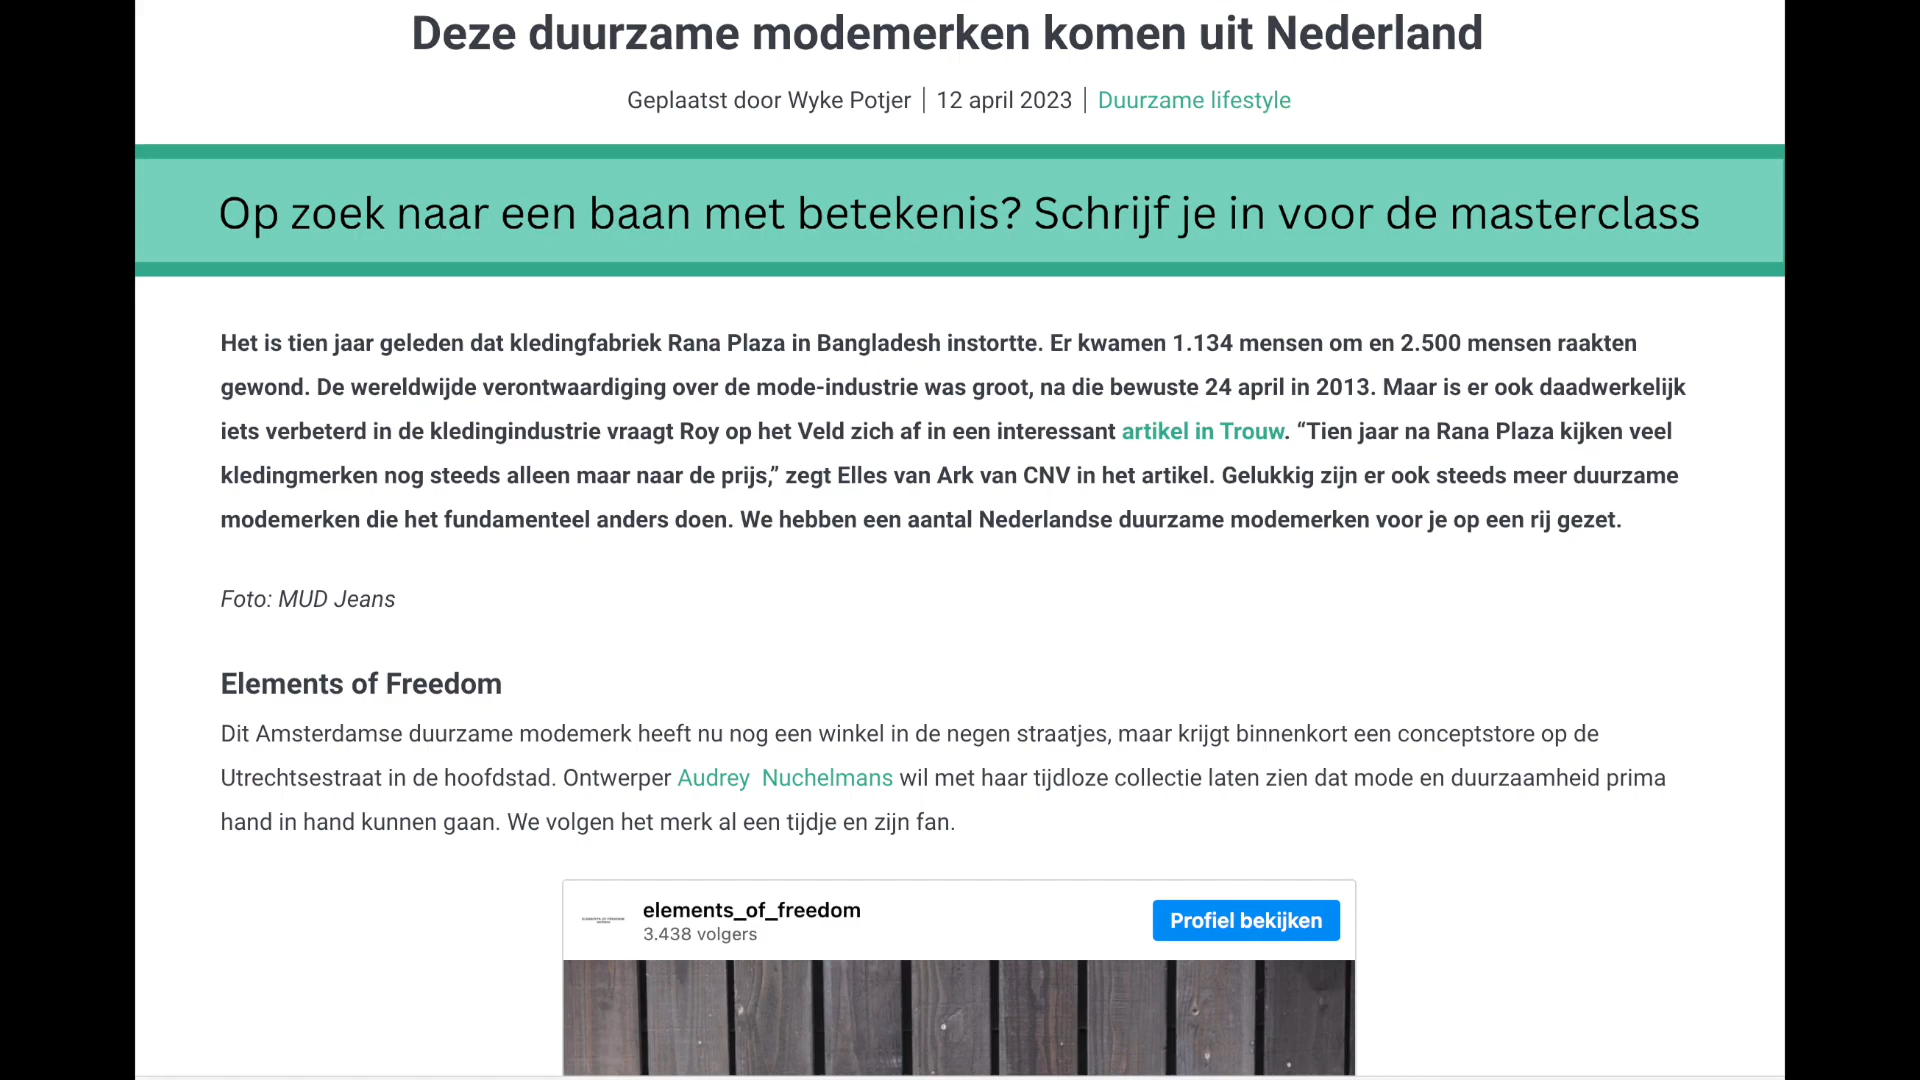 Deze duurzame modemerken komen uit Nederland
Geplaatst door Wyke Potjer | 12 april 2023 | Duurzame lifestyle
Op zoek naar een baan met betekenis? Schrijf je in voor de masterclass
Het is tien jaar geleden dat kledingfabriek Rana Plaza in Bangladesh instortte. Er kwamen 1.134 mensen om en 2.500 mensen raakten
gewond. De wereldwijde verontwaardiging over de mode-industrie was groot, na die bewuste 24 april in 2013. Maar is er ook daadwerkelijk
iets verbeterd in de kledingindustrie vraagt Roy op het Veld zich af in een interessant artikel in Trouw. “Tien jaar na Rana Plaza kijken veel
kledingmerken nog steeds alleen maar naar de prijs,” zegt Elles van Ark van CNV in het artikel. Gelukkig zijn er ook steeds meer duurzame
modemerken die het fundamenteel anders doen. We hebben een aantal Nederlandse duurzame modemerken voor je op een rij gezet.
Foto: MUD Jeans
Elements of Freedom
Dit Amsterdamse duurzame modemerk heeft nu nog een winkel in de negen straatjes, maar krijgt binnenkort een conceptstore op de
Utrechtsestraat in de hoofdstad. Ontwerper Audrey  Nuchelmans wil met haar tijdloze collectie laten zien dat mode en duurzaamheid prima
hand in hand kunnen gaan. We volgen het merk al een tijdje en zijn fan.
elements_of_freedom
3.438 volgers
Profiel bekijken